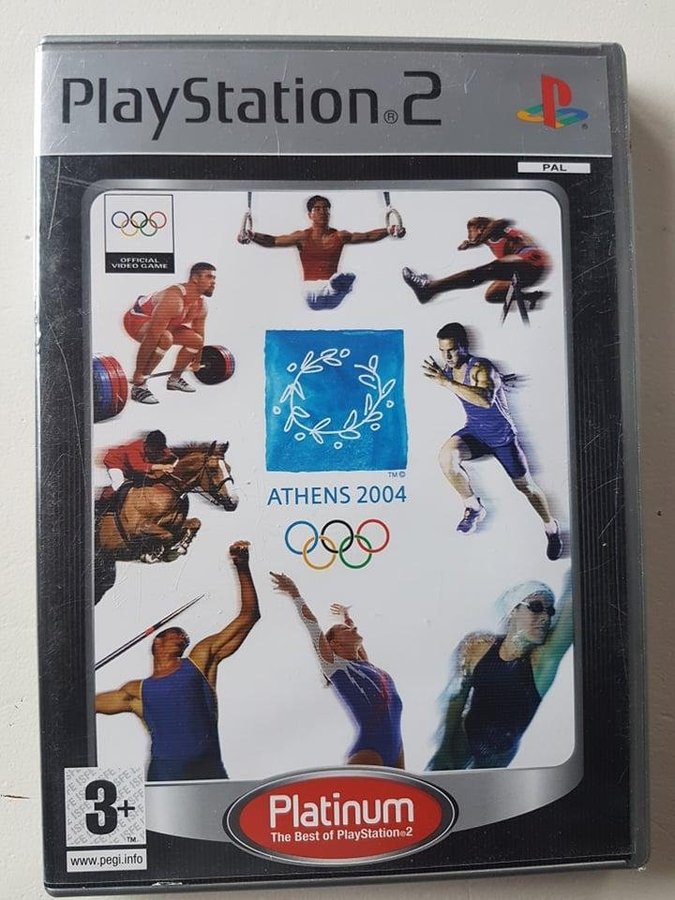 PlayStation®2
PAL
OFFICIAL
VIDEO GAME
TM©
ATHENS 2004
3+
TM
www.pegi.info
Platinum
The Best of PlayStation®2